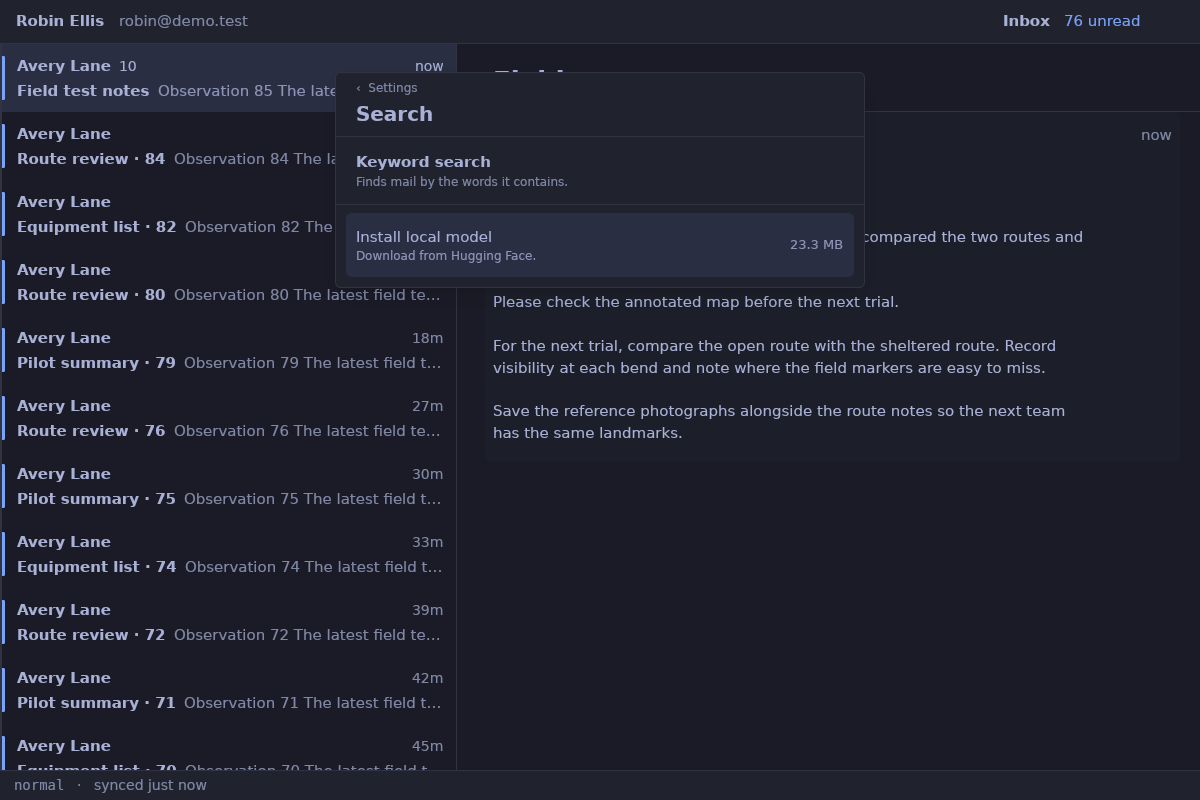 Robin Ellis robin@demo.test
Inbox 76 unread
Avery Lane 10 now
Field test notes Observation 85 The late
Avery Lane
Route review · 84 Observation 84 The la
Avery Lane
Equipment list · 82 Observation 82 The
Avery Lane
Route review · 80 Observation 80 The latest field te…
Avery Lane 18m
Pilot summary · 79 Observation 79 The latest field t…
Avery Lane 27m
Route review · 76 Observation 76 The latest field te…
Avery Lane 30m
Pilot summary · 75 Observation 75 The latest field t…
Avery Lane 33m
Equipment list · 74 Observation 74 The latest field t…
Avery Lane 39m
Route review · 72 Observation 72 The latest field te…
Avery Lane 42m
Pilot summary · 71 Observation 71 The latest field t…
Avery Lane 45m
Equipment list · 70 Observation 70 The latest field t…
‹ Settings
Search
Keyword search
Finds mail by the words it contains.
Install local model 23.3 MB
Download from Hugging Face.
now
compared the two routes and
Please check the annotated map before the next trial.
For the next trial, compare the open route with the sheltered route. Record
visibility at each bend and note where the field markers are easy to miss.
Save the reference photographs alongside the route notes so the next team
has the same landmarks.
normal · synced just now